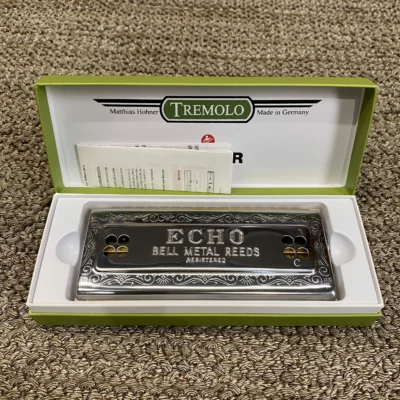 TREMOLO
Matthias Hohner
Made in Germany
R
ECHO
BELL METAL REEDS
REGISTERED
C